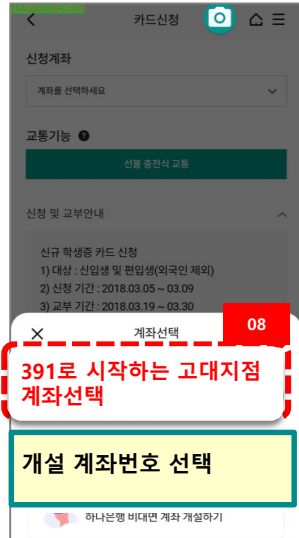 카드신청
신청계좌
계좌를 선택하세요
교통기능 ?
선불 충전식 교통
신청 및 교부안내
신규 학생증 카드 신청
1) 대상 : 신입생 및 편입생(외국인 제외)
2) 신청 기간 : 2018.03.05 ~ 03.09
3) 교부 기간 : 2018.03.19 ~ 03.30
계좌선택
08
391로 시작하는 고대지점
계좌선택
개설 계좌번호 선택
하나은행 비대면 계좌 개설하기